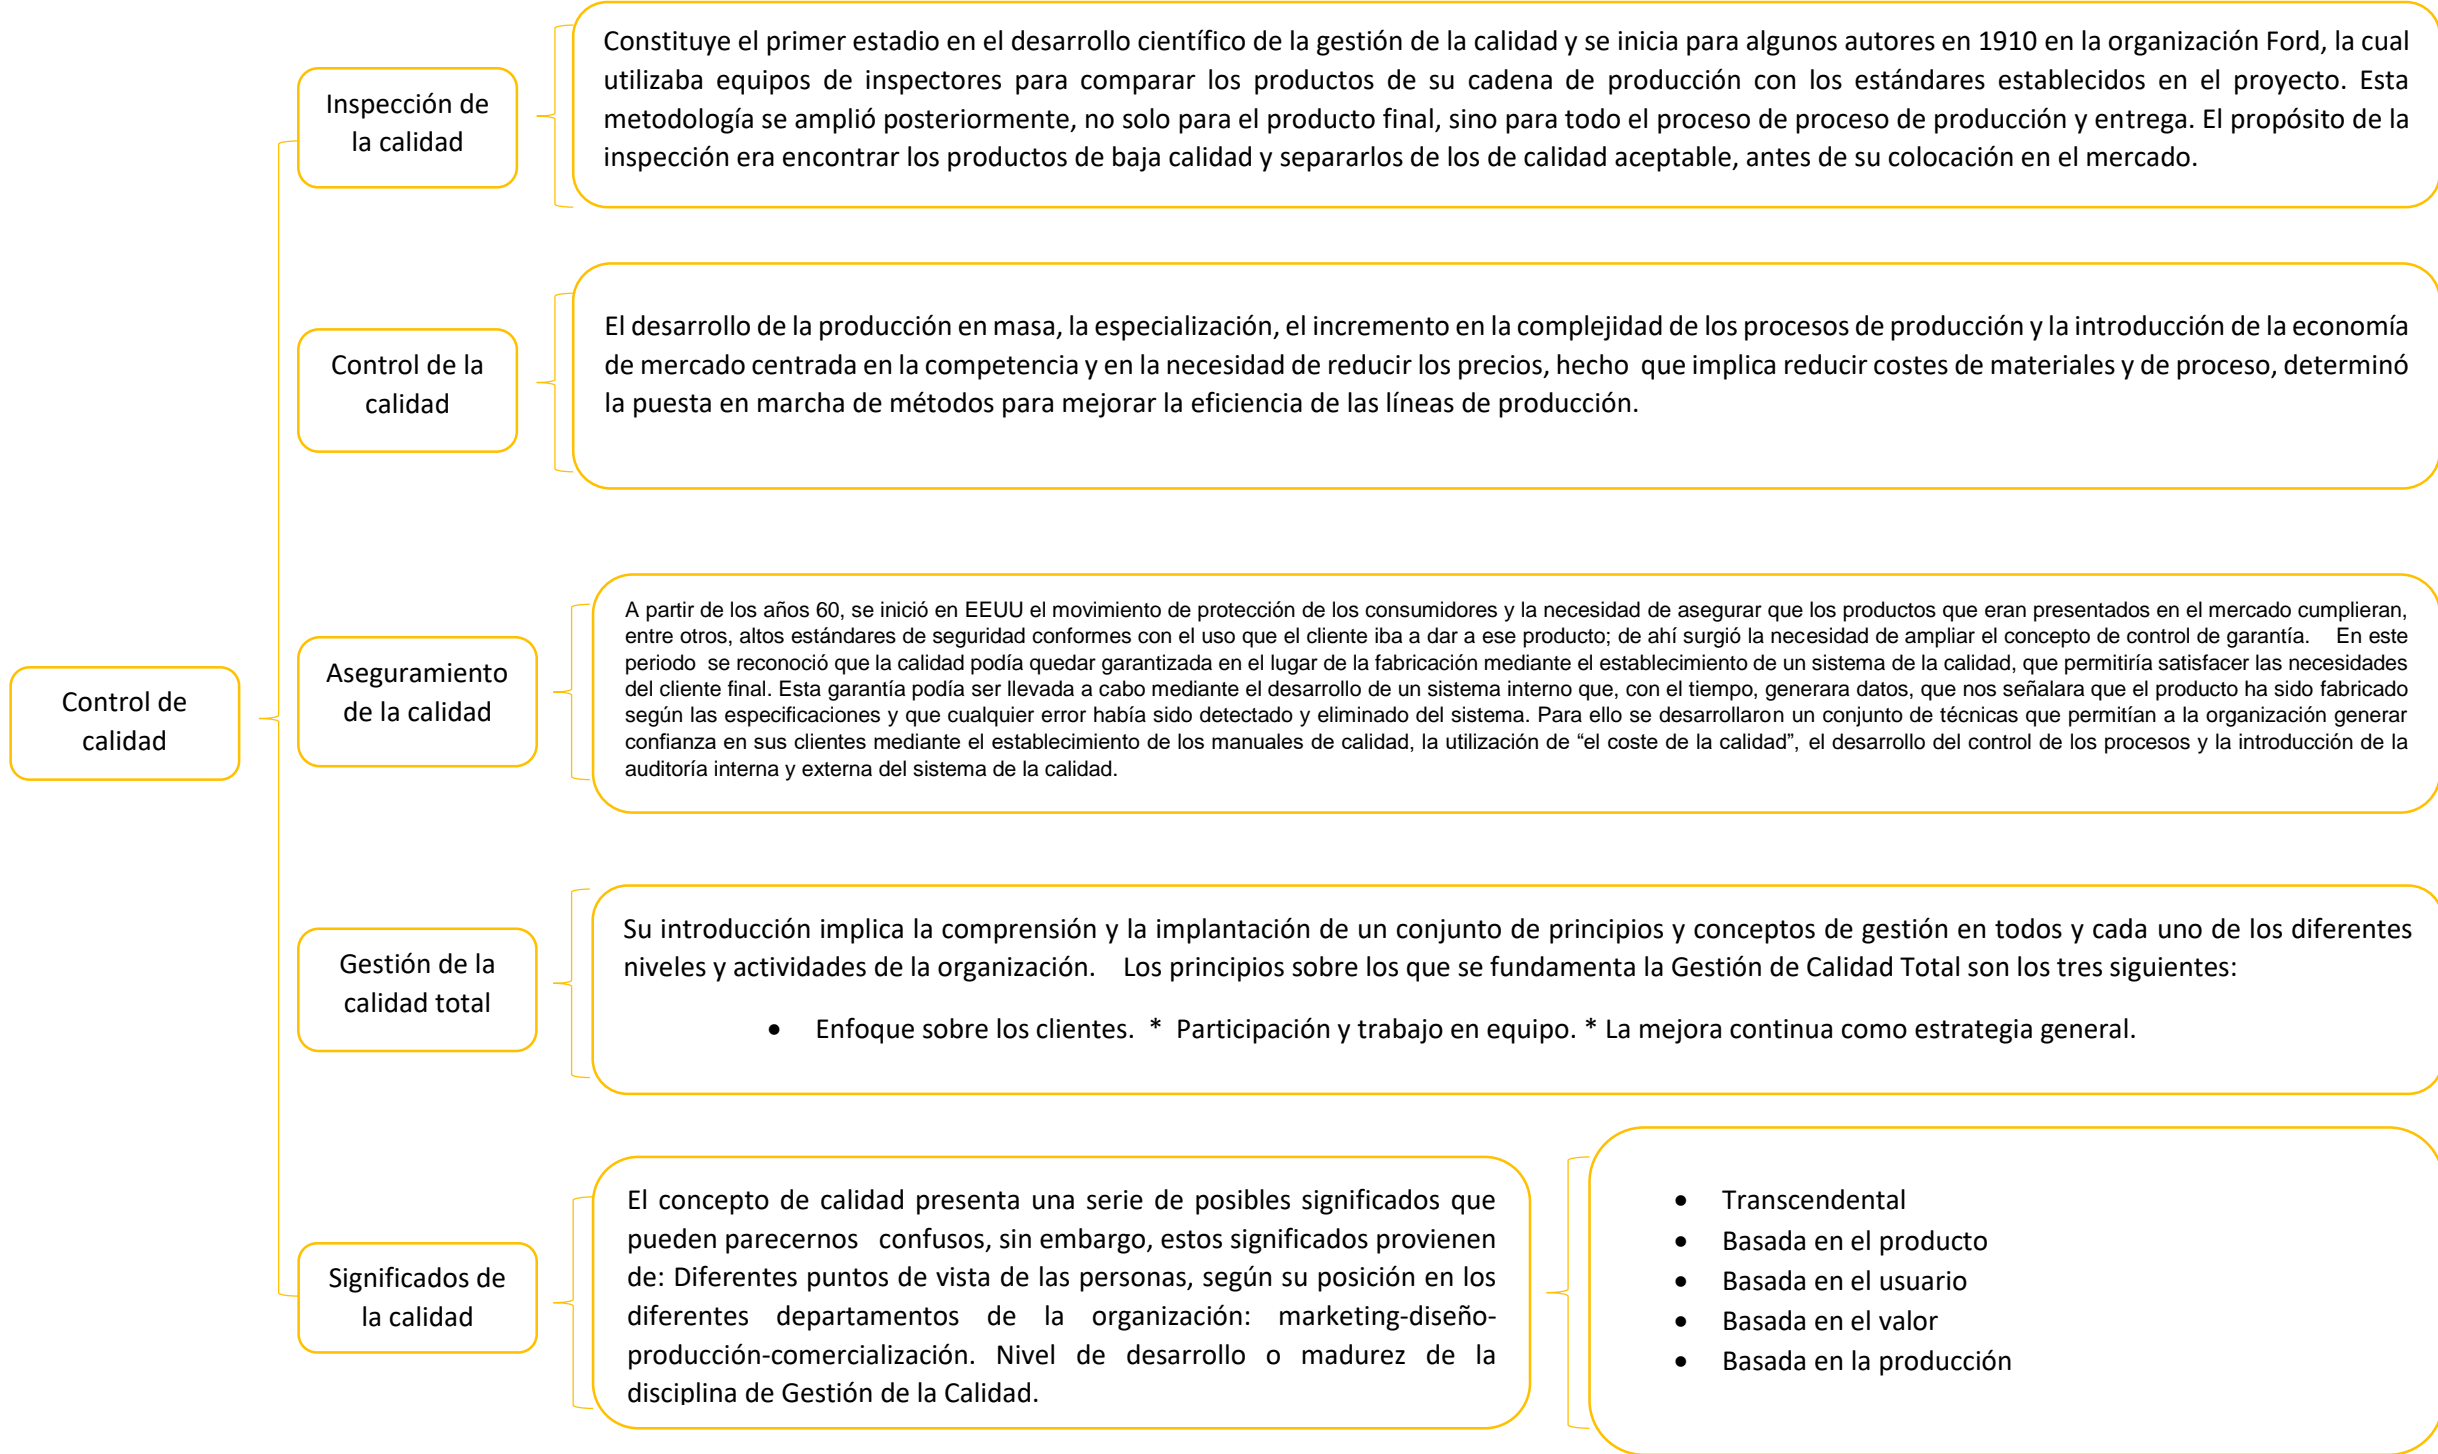 Inspección de
la calidad
Constituye el primer estadio en el desarrollo científico de la gestión de la calidad y se inicia para algunos autores en 1910 en la organización Ford, la cual
utilizaba equipos de inspectores para comparar los productos de su cadena de producción con los estándares establecidos en el proyecto. Esta
metodología se amplió posteriormente, no solo para el producto final, sino para todo el proceso de proceso de producción y entrega. El propósito de la
inspección era encontrar los productos de baja calidad y separarlos de los de calidad aceptable, antes de su colocación en el mercado.
Control de la
calidad
El desarrollo de la producción en masa, la especialización, el incremento en la complejidad de los procesos de producción y la introducción de la economía
de mercado centrada en la competencia y en la necesidad de reducir los precios, hecho que implica reducir costes de materiales y de proceso, determinó
la puesta en marcha de métodos para mejorar la eficiencia de las líneas de producción.
Control de
calidad
Aseguramiento
de la calidad
A partir de los años 60, se inició en EEUU el movimiento de protección de los consumidores y la necesidad de asegurar que los productos que eran presentados en el mercado cumplieran,
entre otros, altos estándares de seguridad conformes con el uso que el cliente iba a dar a ese producto; de ahí surgió la necesidad de ampliar el concepto de control de garantía. En este
periodo se reconoció que la calidad podía quedar garantizada en el lugar de la fabricación mediante el establecimiento de un sistema de la calidad, que permitiría satisfacer las necesidades
del cliente final. Esta garantía podía ser llevada a cabo mediante el desarrollo de un sistema interno que, con el tiempo, generara datos, que nos señalara que el producto ha sido fabricado
según las especificaciones y que cualquier error había sido detectado y eliminado del sistema. Para ello se desarrollaron un conjunto de técnicas que permitían a la organización generar
confianza en sus clientes mediante el establecimiento de los manuales de calidad, la utilización de “el coste de la calidad”, el desarrollo del control de los procesos y la introducción de la
auditoría interna y externa del sistema de la calidad.
Gestión de la
calidad total
Su introducción implica la comprensión y la implantación de un conjunto de principios y conceptos de gestión en todos y cada uno de los diferentes
niveles y actividades de la organización. Los principios sobre los que se fundamenta la Gestión de Calidad Total son los tres siguientes:
• Enfoque sobre los clientes. * Participación y trabajo en equipo. * La mejora continua como estrategia general.
Significados de
la calidad
El concepto de calidad presenta una serie de posibles significados que
pueden parecernos confusos, sin embargo, estos significados provienen
de: Diferentes puntos de vista de las personas, según su posición en los
diferentes departamentos de la organización: marketing-diseño-
producción-comercialización. Nivel de desarrollo o madurez de la
disciplina de Gestión de la Calidad.
• Transcendental
• Basada en el producto
• Basada en el usuario
• Basada en el valor
• Basada en la producción